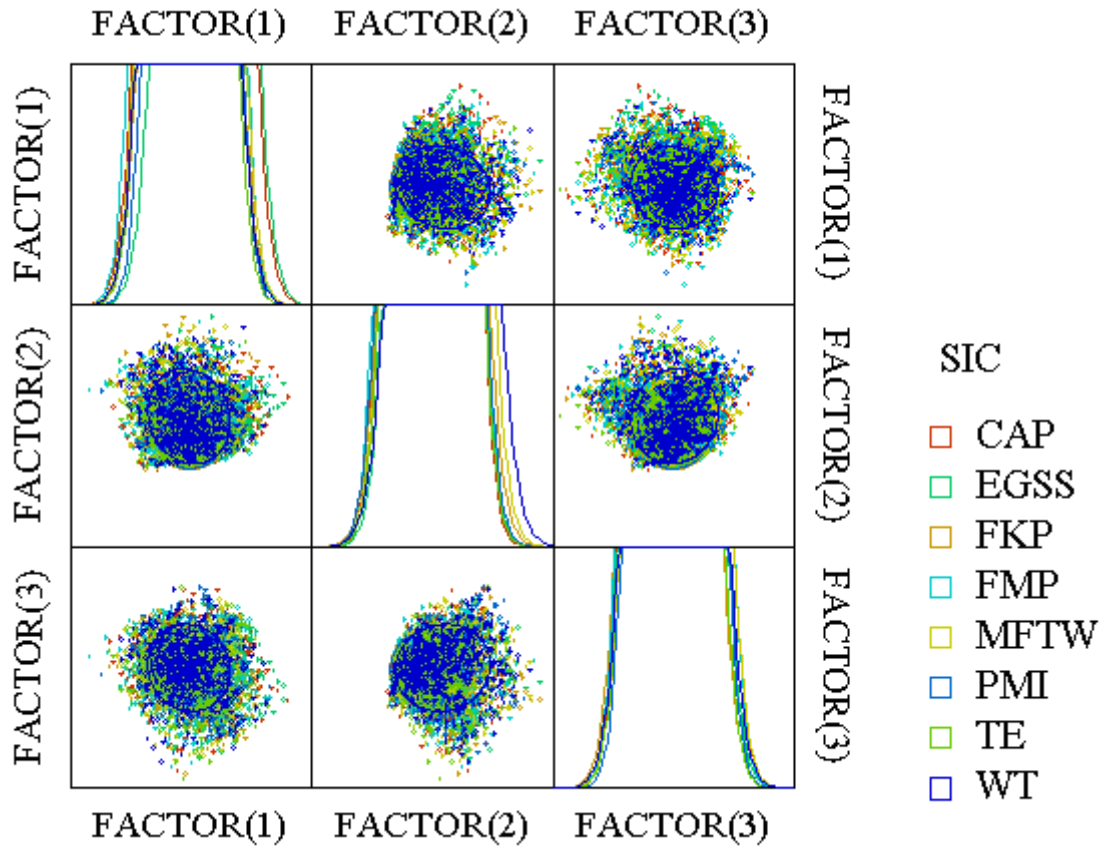 FACTOR(1) FACTOR(2) FACTOR(3)
FACTOR(1)
FACTOR(1)
FACTOR(2)
FACTOR(2)
FACTOR(3)
FACTOR(3)
FACTOR(1) FACTOR(2) FACTOR(3)
SIC
CAP
EGSS
FKP
FMP
MFTW
PMI
TE
WT